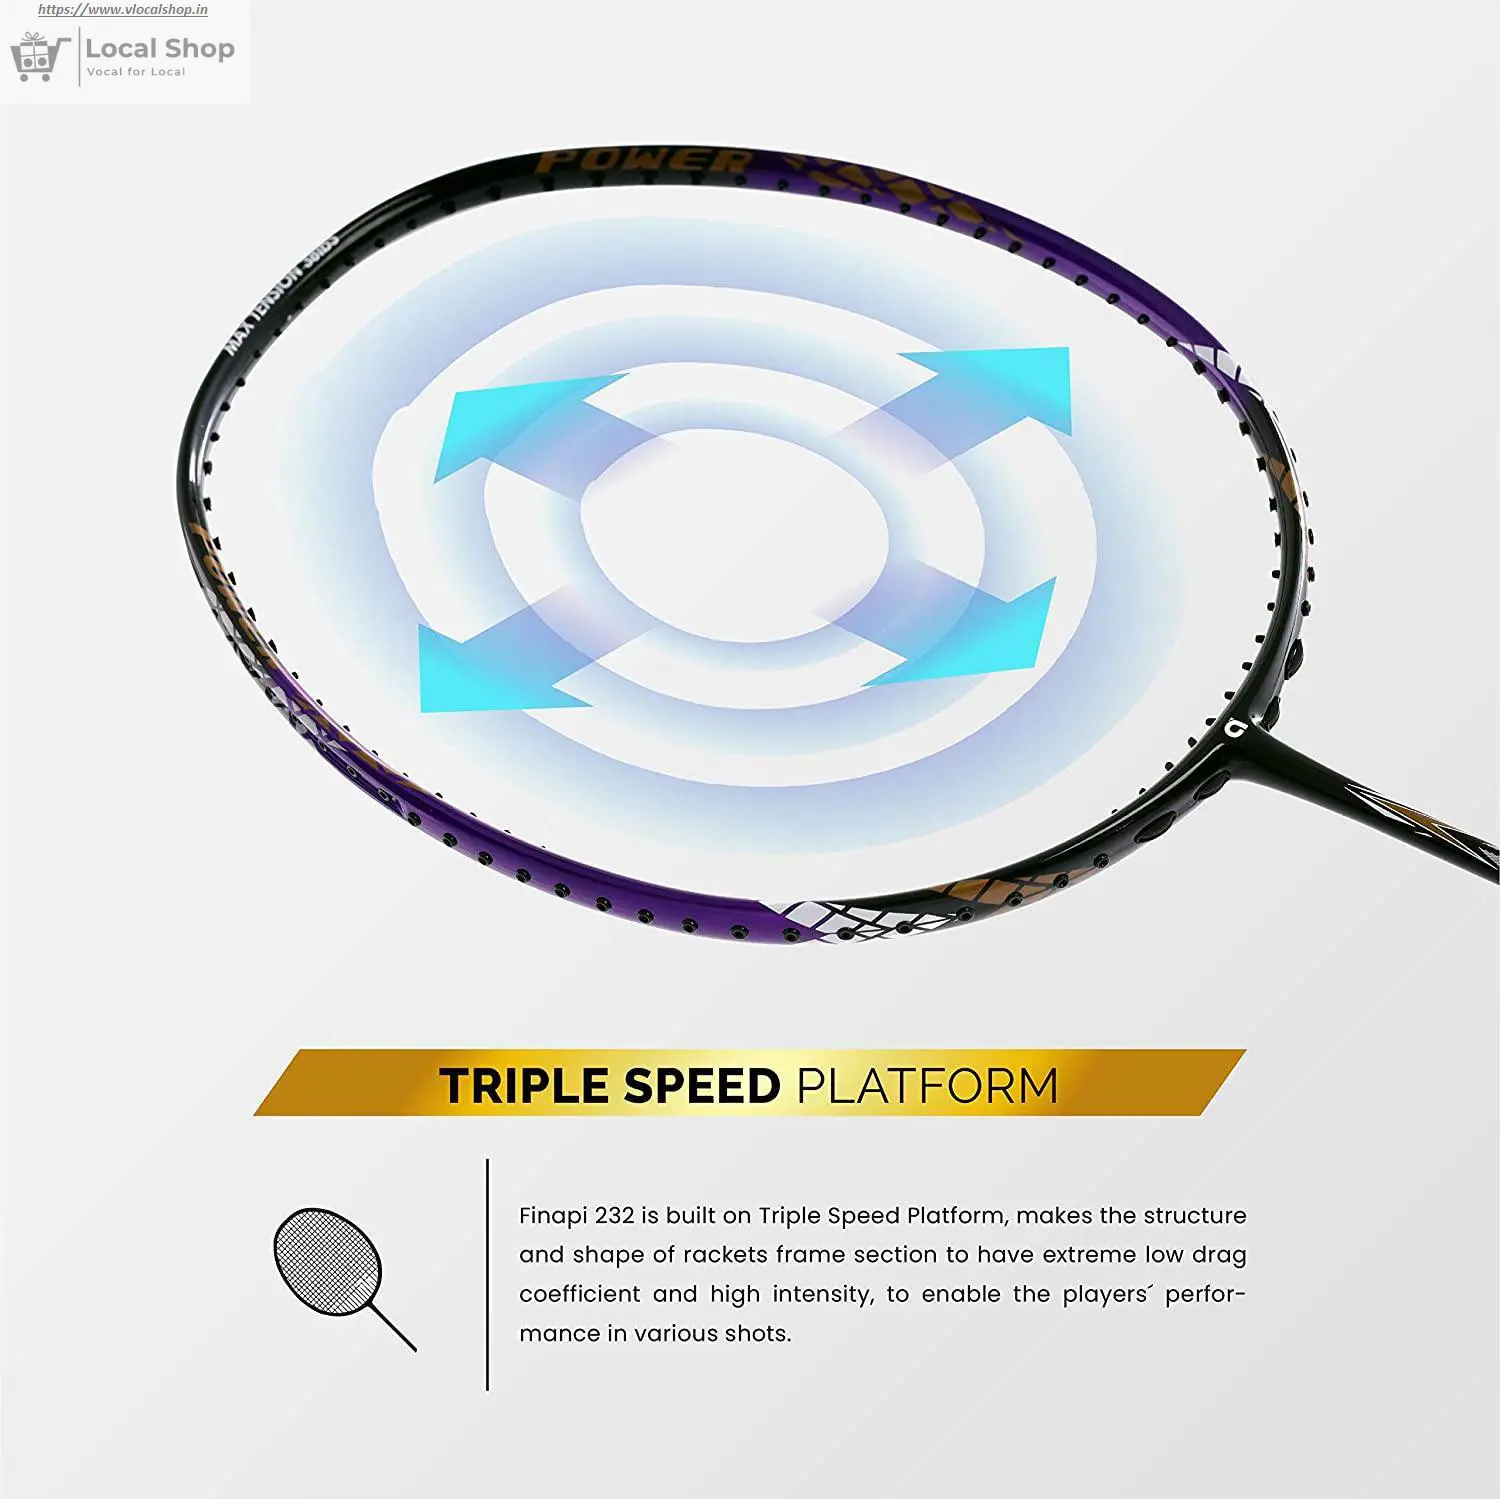 https://www.vlocalshop.in
Local Shop
Vocal for Local
POWER
MAX TENSION 38LBS
TRIPLE SPEED PLATFORM
Finapi 232 is built on Triple Speed Platform, makes the structure
and shape of rackets frame section to have extreme low drag
coefficient and high intensity, to enable the players´ perfor-
mance in various shots.